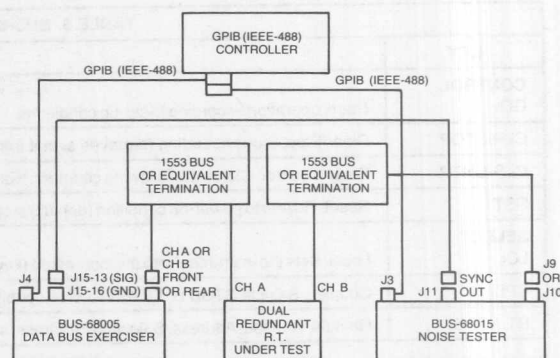 GPIB (IEEE-488)
CONTROLLER
GPIB (IEEE-488)
GPIB (IEEE-488)
1553 BUS
OR EQUIVALENT
TERMINATION
1553 BUS
OR EQUIVALENT
TERMINATION
CH A OR
CH B
FRONT
OR REAR
J4
J15-13 (SIG)
J15-16 (GND)
CH A
CH B
J3
J11
SYNC
OUT
J9
OR
J10
BUS-68005
DATA BUS EXERCISER
DUAL
REDUNDANT
R.T.
UNDER TEST
BUS-68015
NOISE TESTER